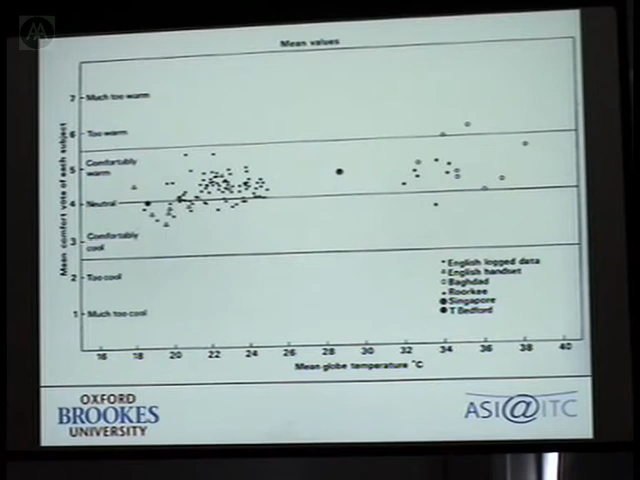 AA
Mean values
Mean comfort vote of each subject
7
Much too warm
6
Too warm
5
Comfortably
warm
4
Neutral
3
Comfortably
cool
2
Too cool
1
Much too cool
English logged data
English handset
Baghdad
Roorkee
Singapore
T Bedford
16 18 20 22 24 26 28 30 32 34 36 38 40
Mean globe temperature °C
OXFORD
BROOKES
UNIVERSITY
ASI@ITC